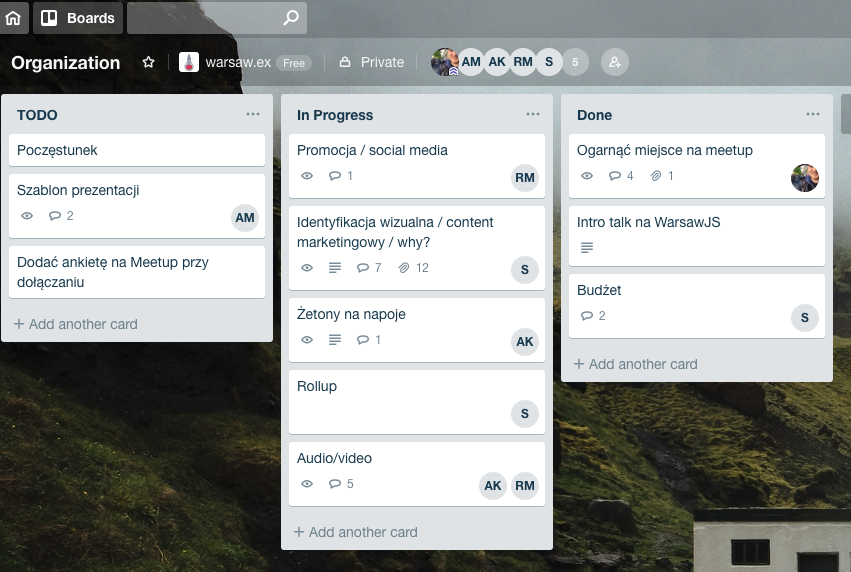 Boards
Organization
warsaw.ex Free
Private
AM AK RM S 5
TODO
Poczęstunek
Szablon prezentacji
2
AM
Dodać ankietę na Meetup przy
dołączaniu
+ Add another card
In Progress
Promocja / social media
1
RM
Identyfikacja wizualna / content
marketingowy / why?
7 12
S
Żetony na napoje
1
AK
Rollup
S
Audio/video
5
AK RM
+ Add another card
Done
Ogarnąć miejsce na meetup
4 1
Intro talk na WarsawJS
Budżet
2
S
+ Add another card